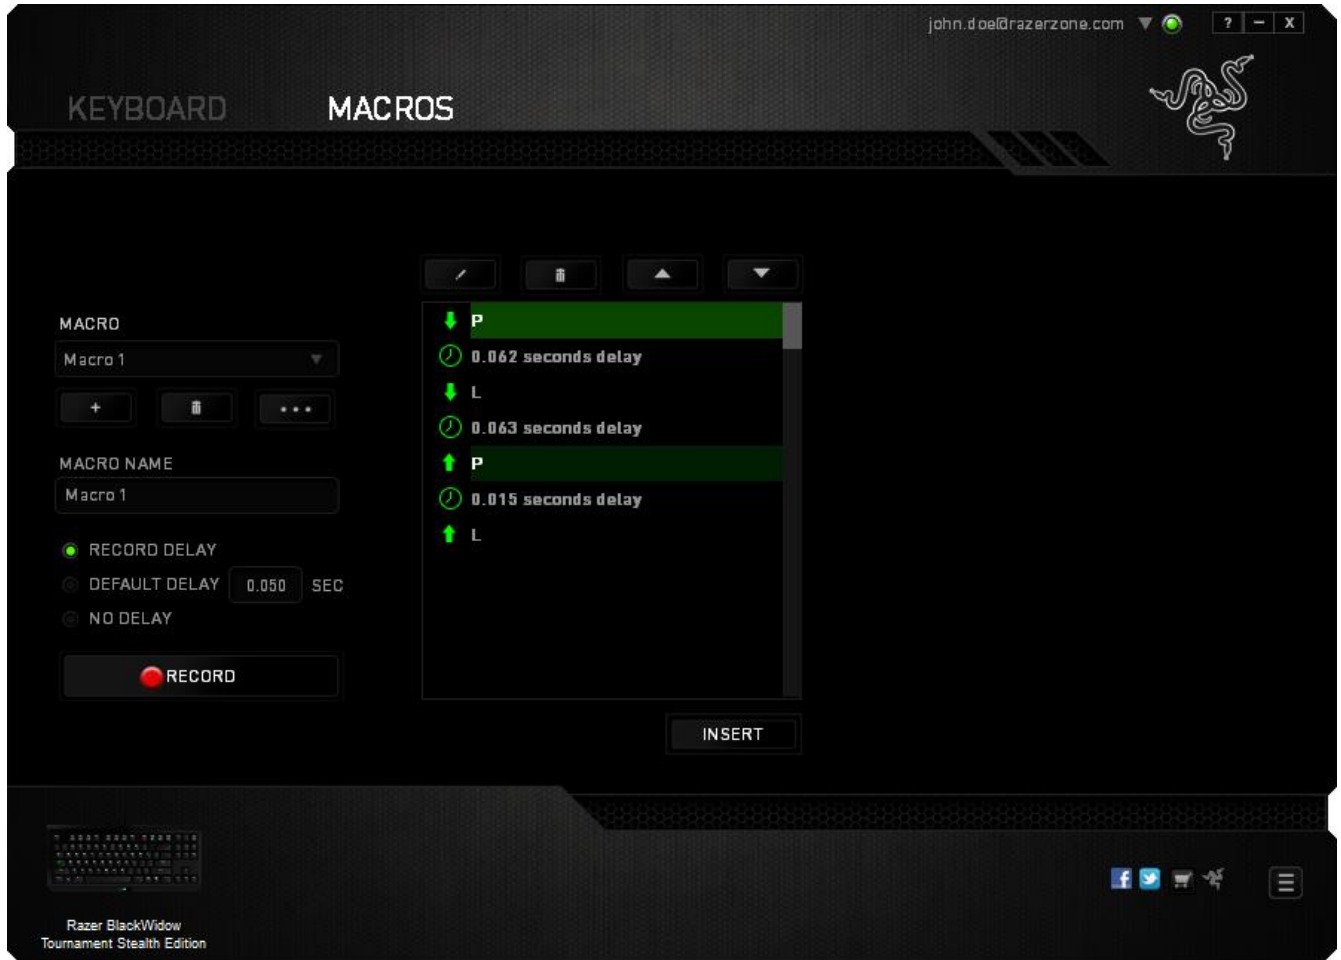 john.doe@razerzone.com
? – X
KEYBOARD MACROS
MACRO
Macro 1
+
...
MACRO NAME
Macro 1
RECORD DELAY
DEFAULT DELAY 0.050 SEC
NO DELAY
RECORD
P
0.062 seconds delay
L
0.063 seconds delay
P
0.015 seconds delay
L
INSERT
Razer BlackWidow
Tournament Stealth Edition
f